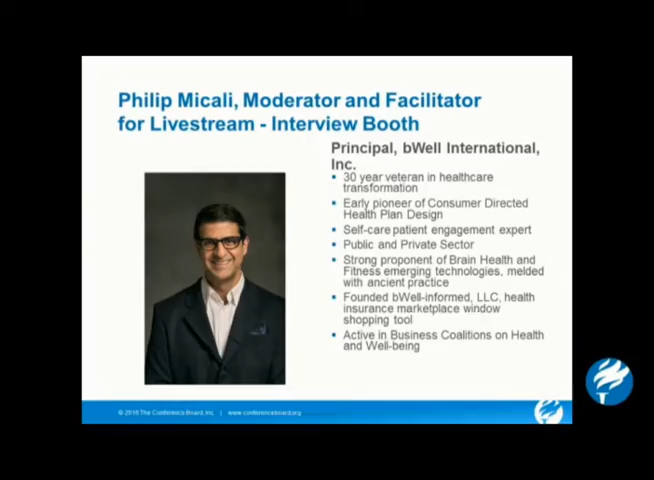 Philip Micali, Moderator and Facilitator
for Livestream - Interview Booth
Principal, bWell International,
Inc.
30 year veteran in healthcare
transformation
Early pioneer of Consumer Directed
Health Plan Design
Self-care patient engagement expert
Public and Private Sector
Strong proponent of Brain Health and
Fitness emerging technologies, melded
with ancient practice
Founded bWell-informed, LLC, health
insurance marketplace window
shopping tool
Active in Business Coalitions on Health
and Well-being
© 2016 The Conference Board, Inc. | www.conferenceboard.org